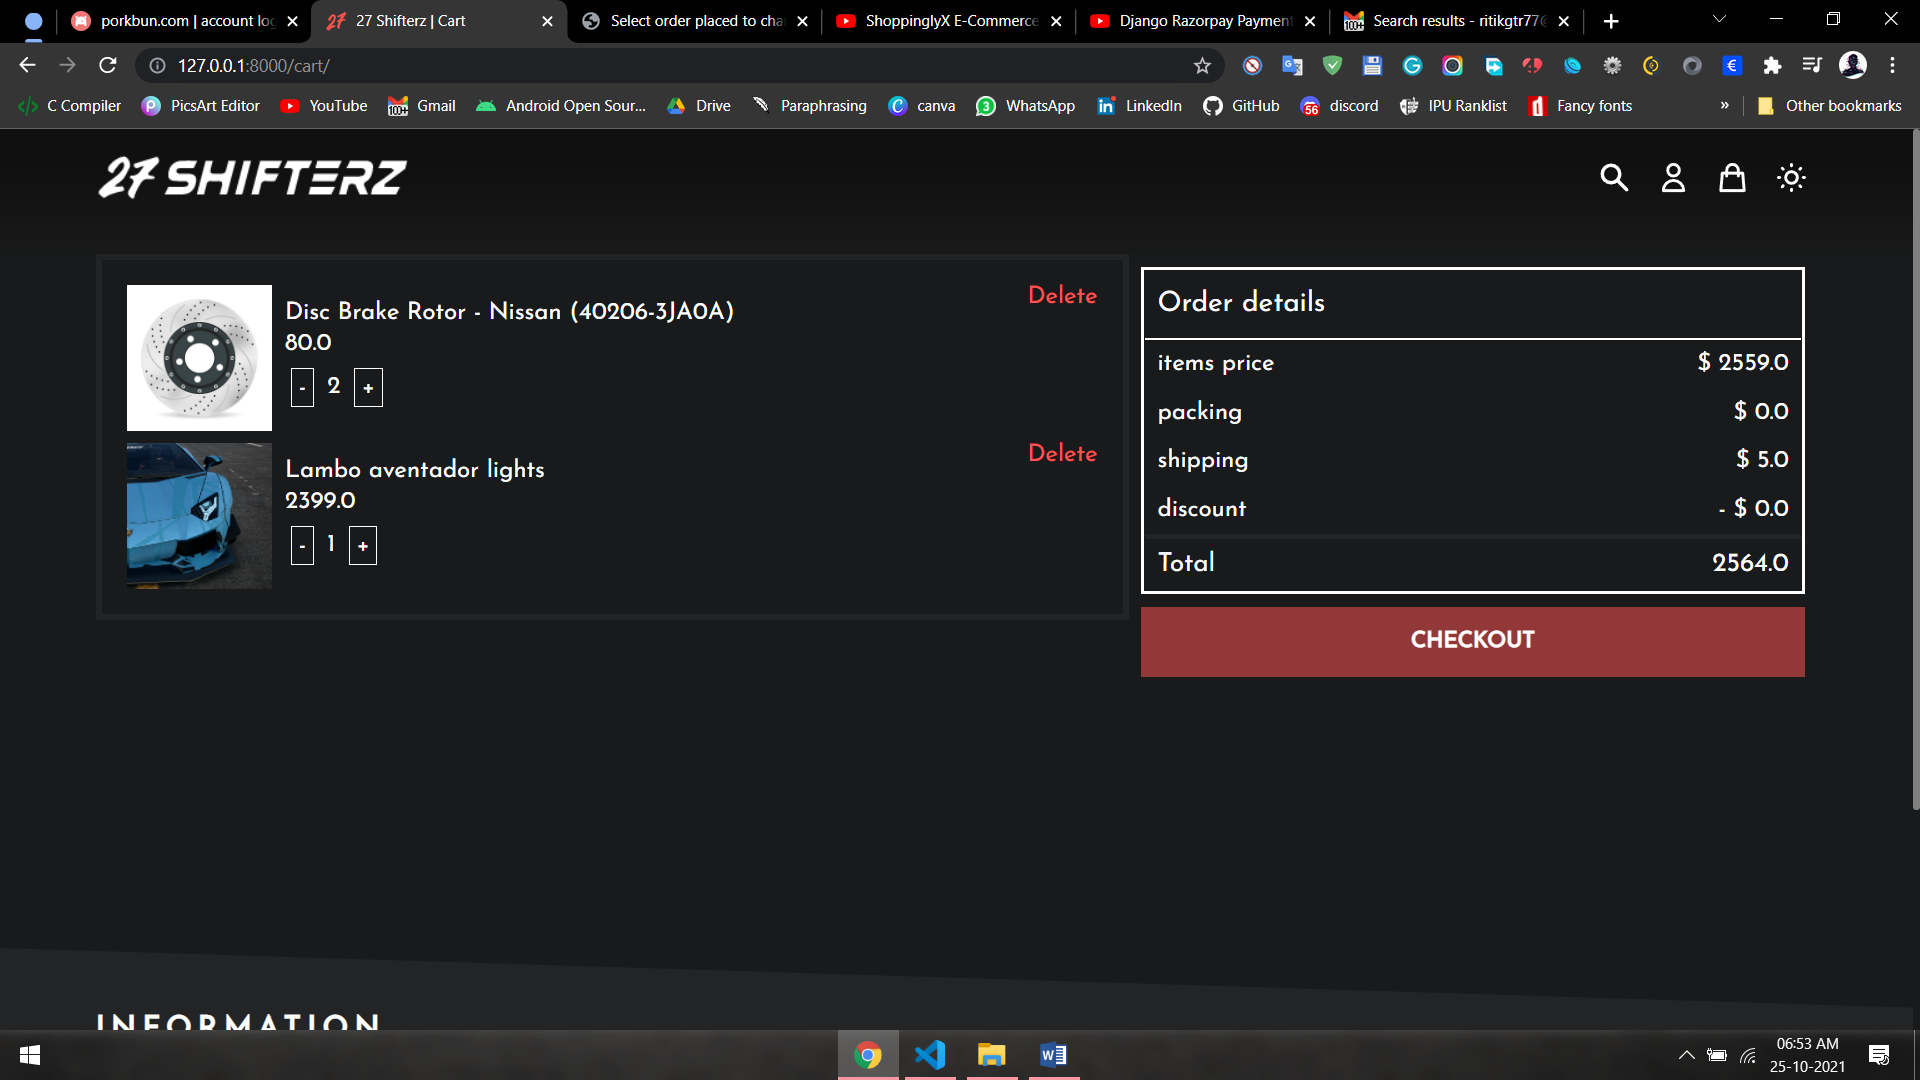 porkbun.com | account log
27 Shifterz | Cart
Select order placed to cha
ShoppinglyX E-Commerce
Django Razorpay Payment
Search results - ritikgtr77@
127.0.0.1:8000/cart/
C Compiler
PicsArt Editor
YouTube
Gmail
Android Open Sour...
Drive
Paraphrasing
canva
WhatsApp
LinkedIn
GitHub
discord
IPU Ranklist
Fancy fonts
»
Other bookmarks
27 SHIFTERZ
Disc Brake Rotor - Nissan (40206-3JA0A)
Delete
80.0
- 2 +
Lambo aventador lights
Delete
2399.0
- 1 +
Order details
items price $ 2559.0
packing $ 0.0
shipping $ 5.0
discount - $ 0.0
Total 2564.0
CHECKOUT
INFORMATION
06:53 AM
25-10-2021